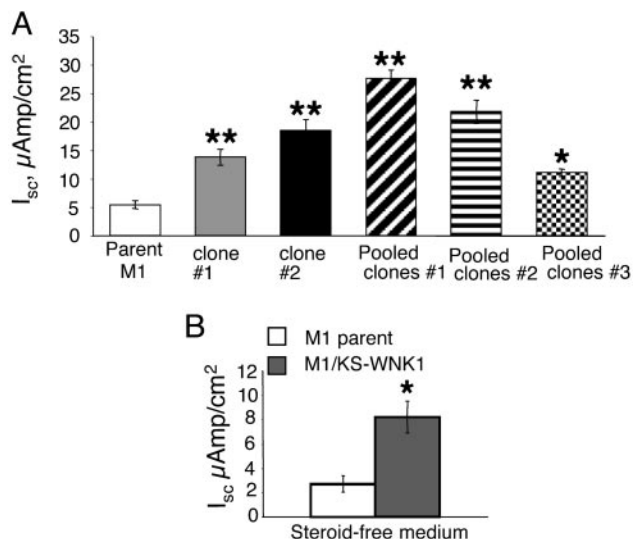 A
I_sc, μAmp/cm²
35
30
25
20
15
10
5
0
**
**
**
**
*
Parent
M1
clone
#1
clone
#2
Pooled
clones #1
Pooled
clones #2
Pooled
clones #3
B
M1 parent
M1/KS-WNK1
I_sc μAmp/cm²
12
10
8
6
4
2
0
*
Steroid-free medium